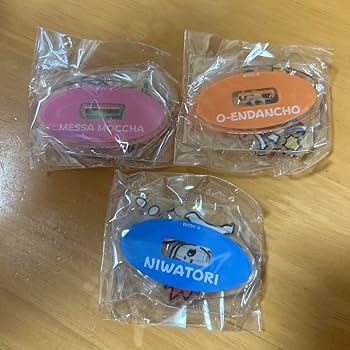 MESSA MOCCHA
O-ENDANCHO
NIWATORI